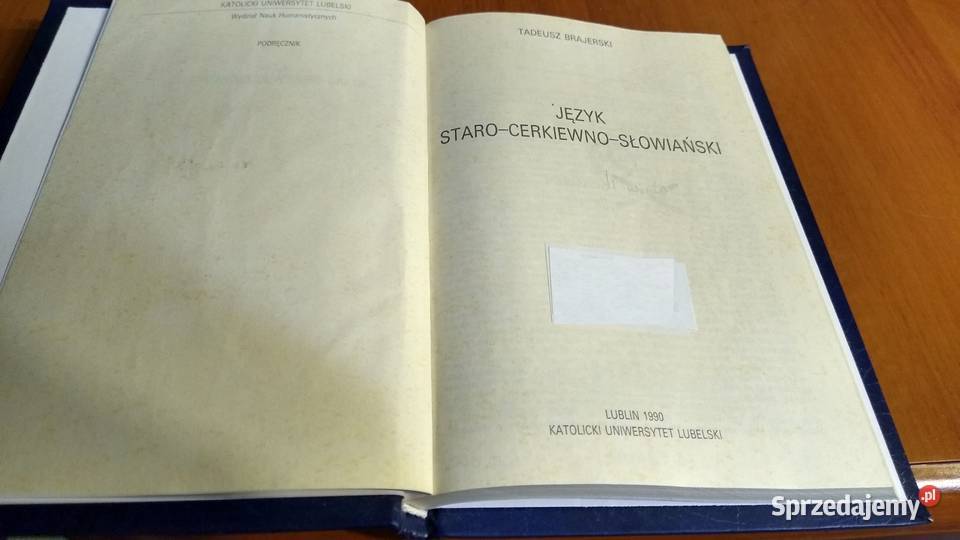 KATOLICKI UNIWERSYTET LUBELSKI
Wydział Nauk Humanistycznych
PODRĘCZNIK
TADEUSZ BRAJERSKI
JĘZYK
STARO–CERKIEWNO–SŁOWIAŃSKI
LUBLIN 1990
KATOLICKI UNIWERSYTET LUBELSKI
Sprzedajemy.pl